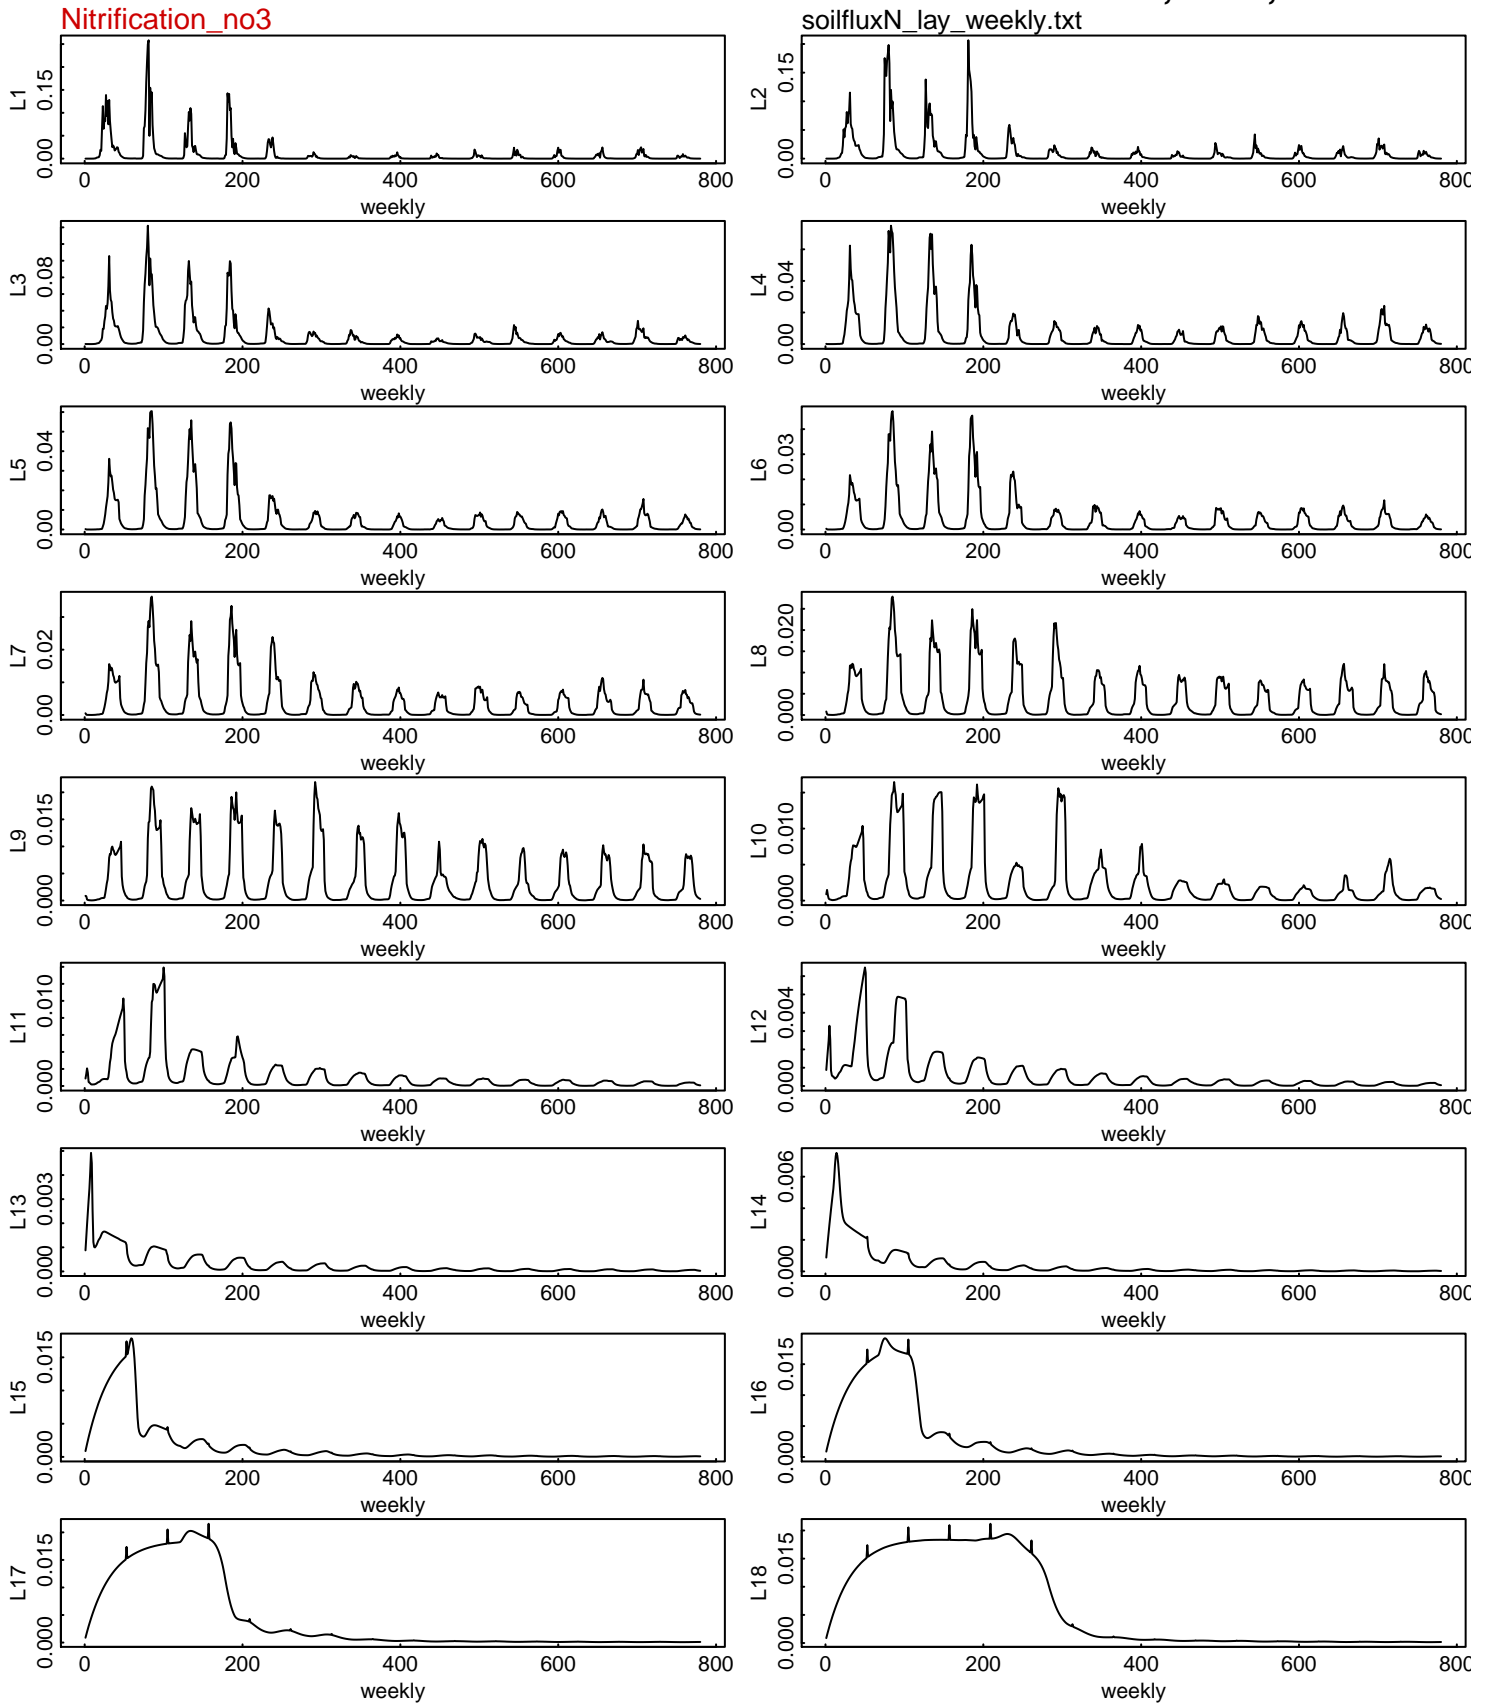 Nitrification_no3
soilfluxN_lay_weekly.txt
L1
0.00 0.15
0 200 400 600 800
weekly
L2
0.00 0.15
0 200 400 600 800
weekly
L3
0.00 0.08
0 200 400 600 800
weekly
L4
0.00 0.04
0 200 400 600 800
weekly
L5
0.00 0.04
0 200 400 600 800
weekly
L6
0.00 0.03
0 200 400 600 800
weekly
L7
0.00 0.02
0 200 400 600 800
weekly
L8
0.000 0.020
0 200 400 600 800
weekly
L9
0.0000 0.015
0 200 400 600 800
weekly
L10
0.000 0.010
0 200 400 600 800
weekly
L11
0.000 0.010
0 200 400 600 800
weekly
L12
0.000 0.004
0 200 400 600 800
weekly
L13
0.000 0.003
0 200 400 600 800
weekly
L14
0.000 0.006
0 200 400 600 800
weekly
L15
0.000 0.015
0 200 400 600 800
weekly
L16
0.000 0.015
0 200 400 600 800
weekly
L17
0.000 0.015
0 200 400 600 800
weekly
L18
0.000 0.015
0 200 400 600 800
weekly